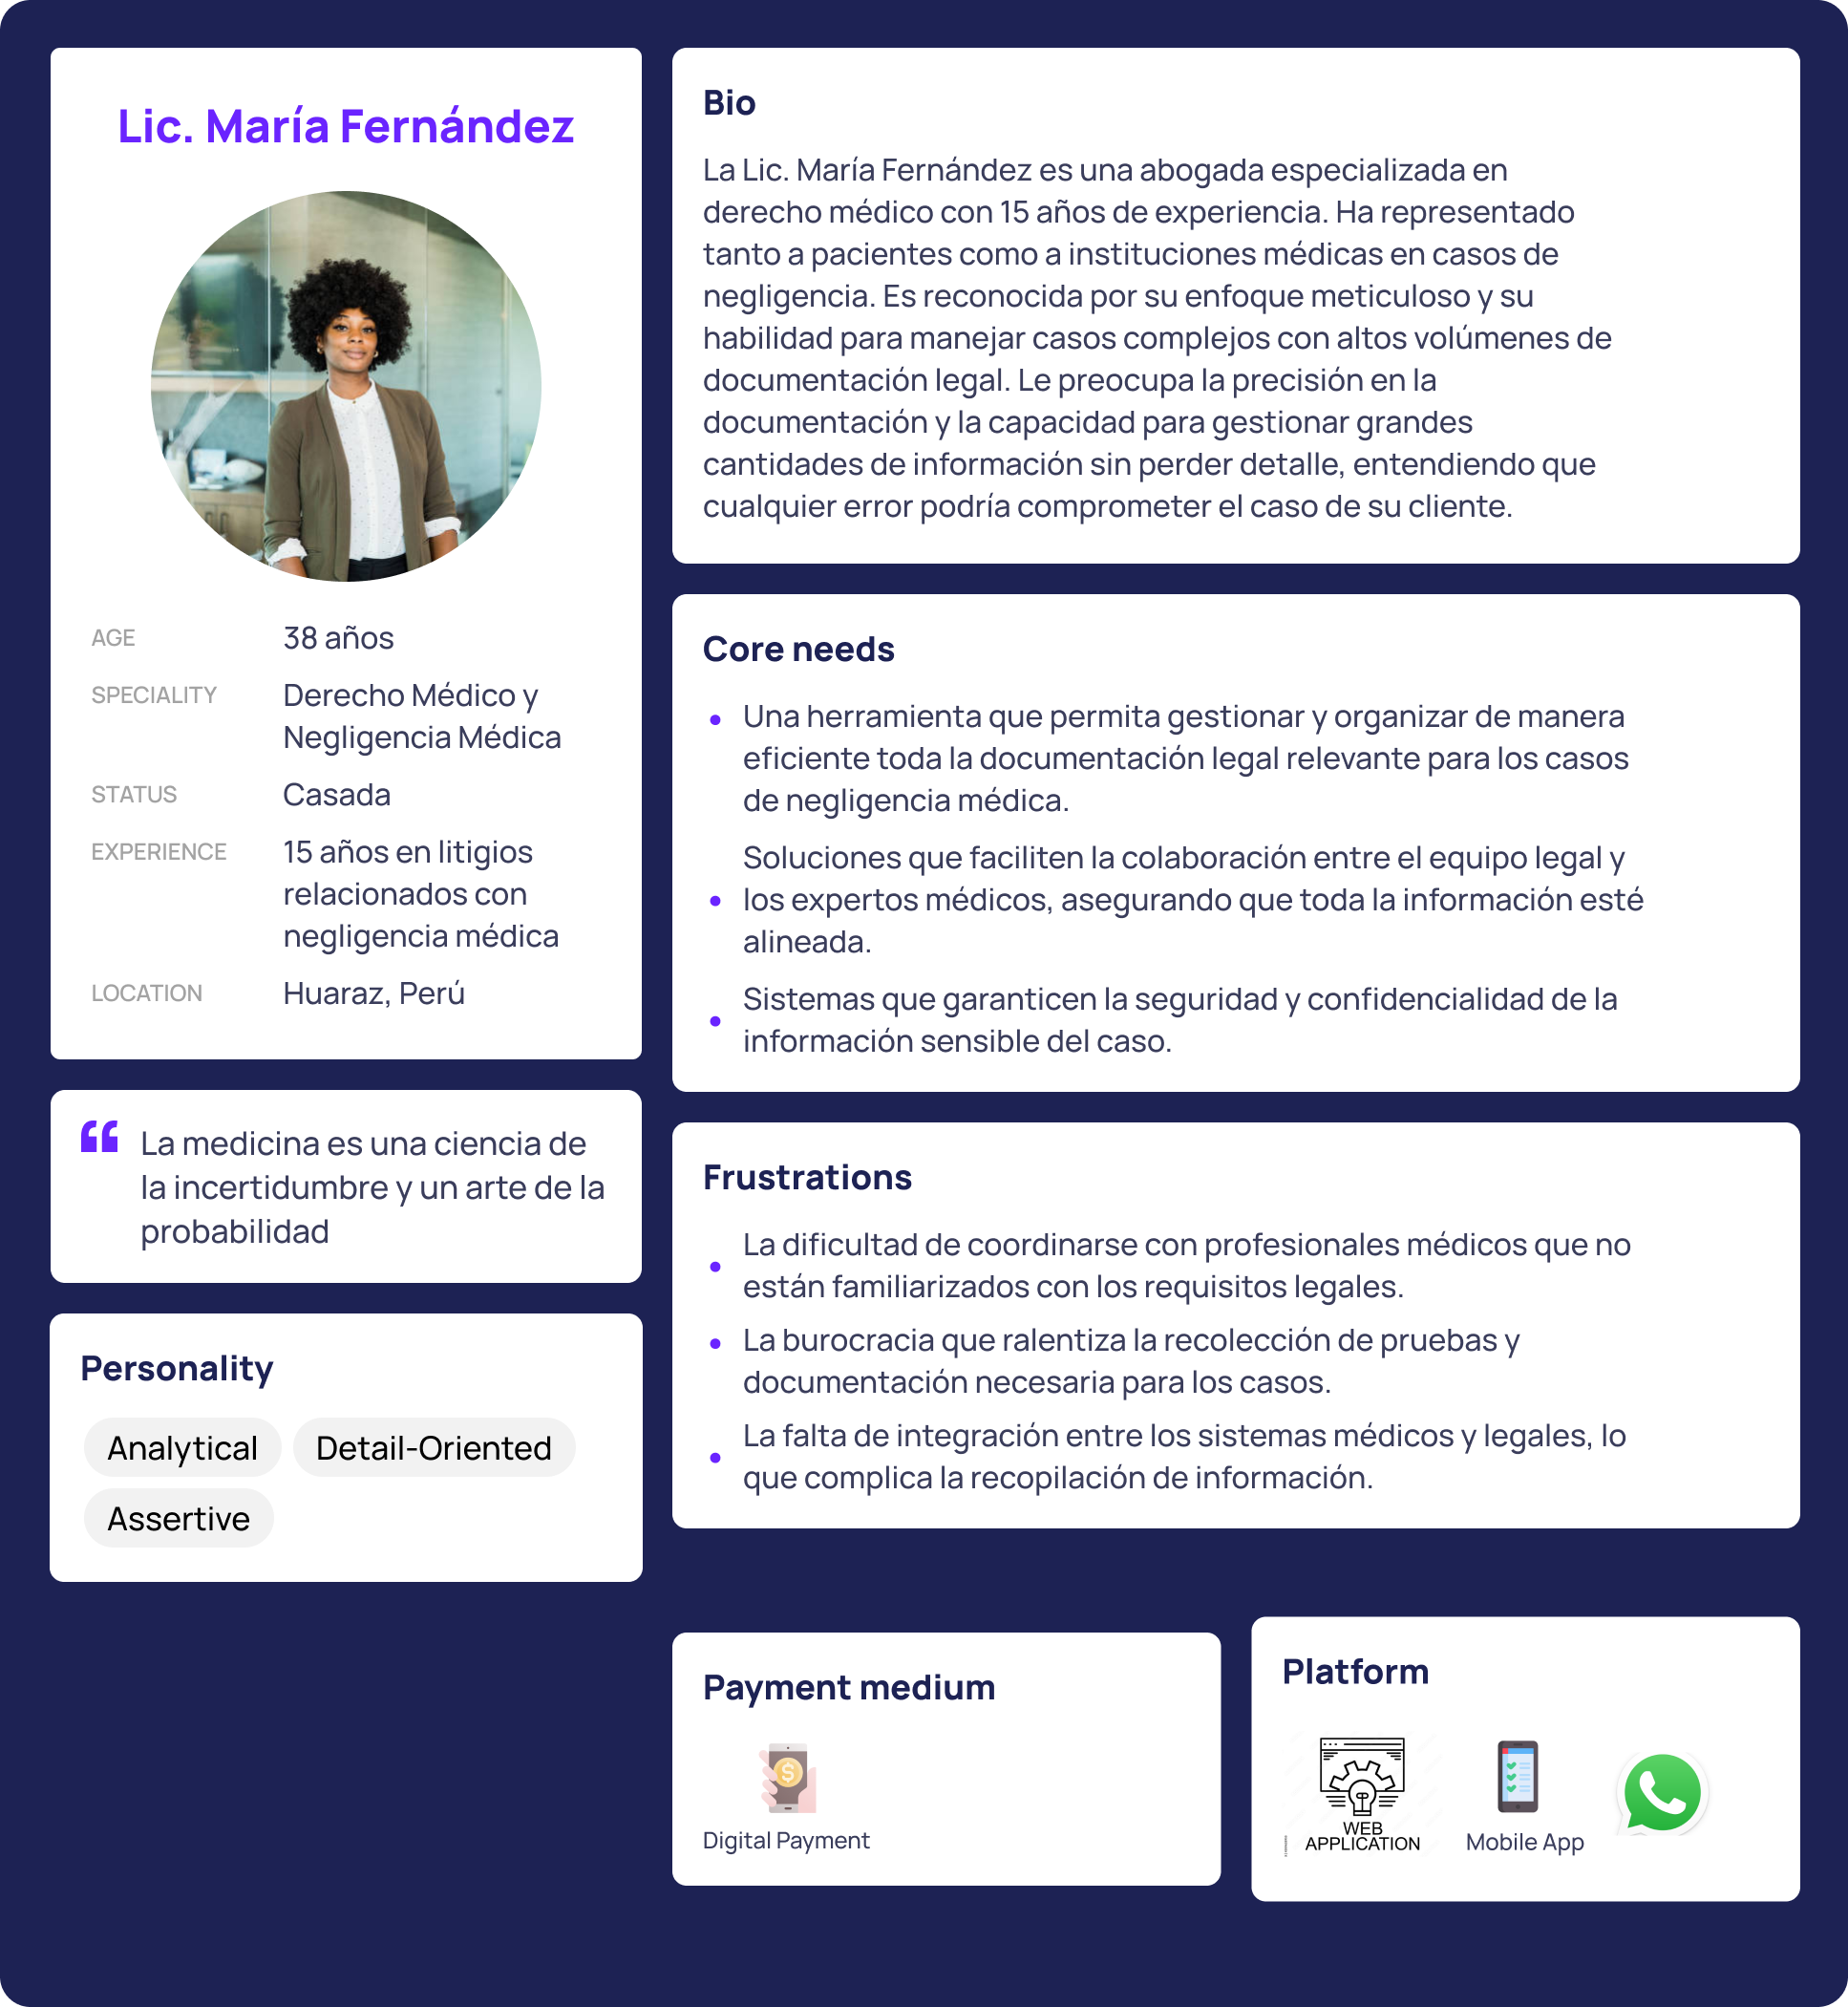 Lic. María Fernández
AGE
38 años
SPECIALITY
Derecho Médico y
Negligencia Médica
STATUS
Casada
EXPERIENCE
15 años en litigios
relacionados con
negligencia médica
LOCATION
Huaraz, Perú
La medicina es una ciencia de
la incertidumbre y un arte de la
probabilidad
Personality
Analytical
Detail-Oriented
Assertive
Bio
La Lic. María Fernández es una abogada especializada en
derecho médico con 15 años de experiencia. Ha representado
tanto a pacientes como a instituciones médicas en casos de
negligencia. Es reconocida por su enfoque meticuloso y su
habilidad para manejar casos complejos con altos volúmenes de
documentación legal. Le preocupa la precisión en la
documentación y la capacidad para gestionar grandes
cantidades de información sin perder detalle, entendiendo que
cualquier error podría comprometer el caso de su cliente.
Core needs
Una herramienta que permita gestionar y organizar de manera
eficiente toda la documentación legal relevante para los casos
de negligencia médica.
Soluciones que faciliten la colaboración entre el equipo legal y
los expertos médicos, asegurando que toda la información esté
alineada.
Sistemas que garanticen la seguridad y confidencialidad de la
información sensible del caso.
Frustrations
La dificultad de coordinarse con profesionales médicos que no
están familiarizados con los requisitos legales.
La burocracia que ralentiza la recolección de pruebas y
documentación necesaria para los casos.
La falta de integración entre los sistemas médicos y legales, lo
que complica la recopilación de información.
Payment medium
Digital Payment
Platform
WEB
APPLICATION
Mobile App